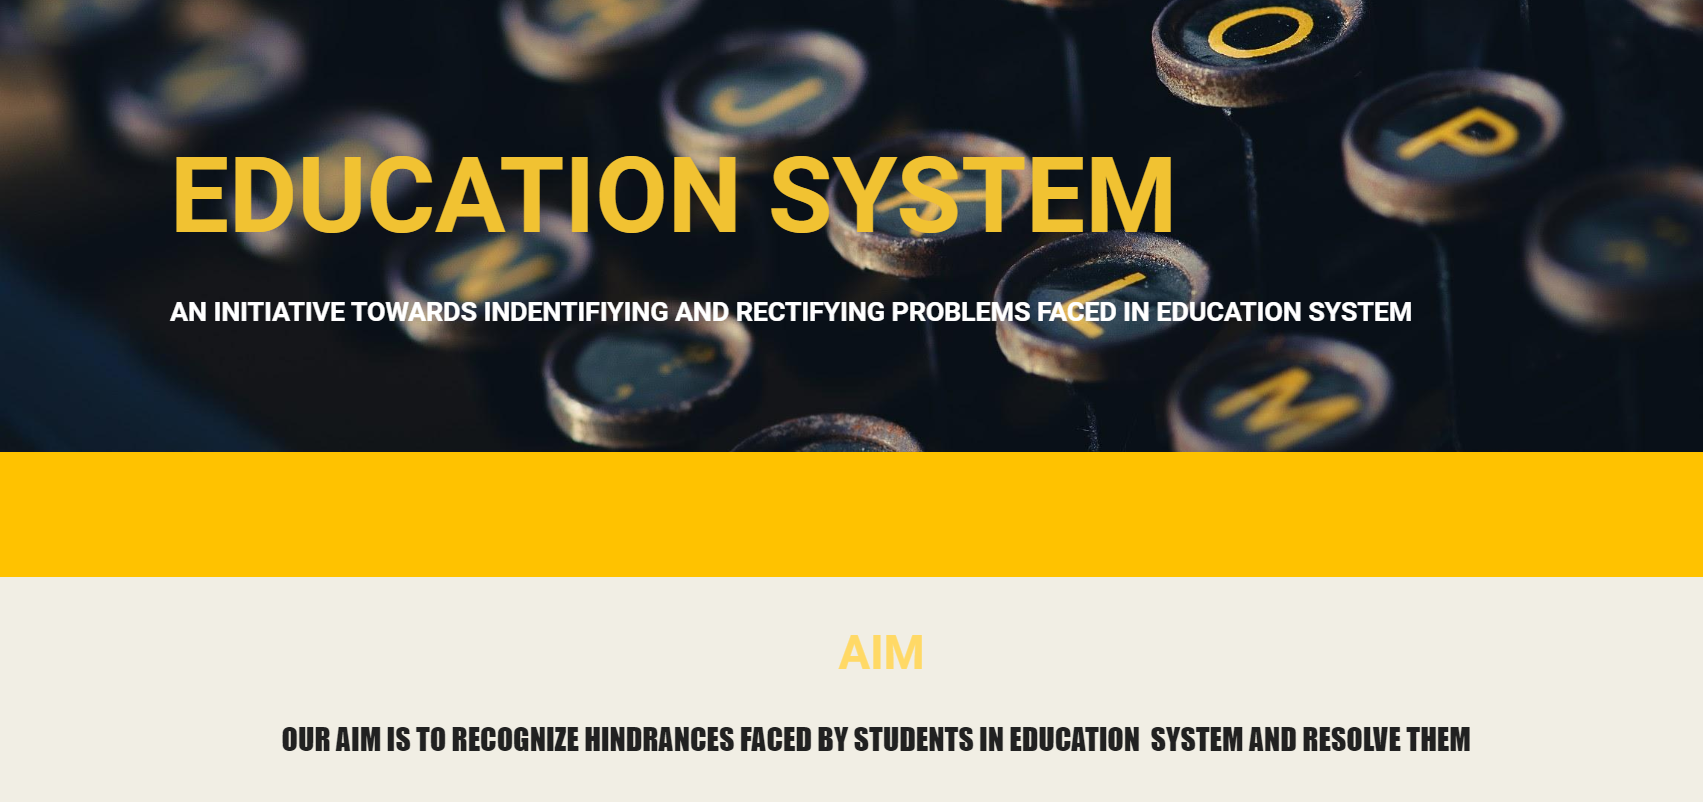 EDUCATION SYSTEM
AN INITIATIVE TOWARDS INDENTIFIYING AND RECTIFYING PROBLEMS FACED IN EDUCATION SYSTEM
AIM
OUR AIM IS TO RECOGNIZE HINDRANCES FACED BY STUDENTS IN EDUCATION  SYSTEM AND RESOLVE THEM
O
J
P
K
N
L
M